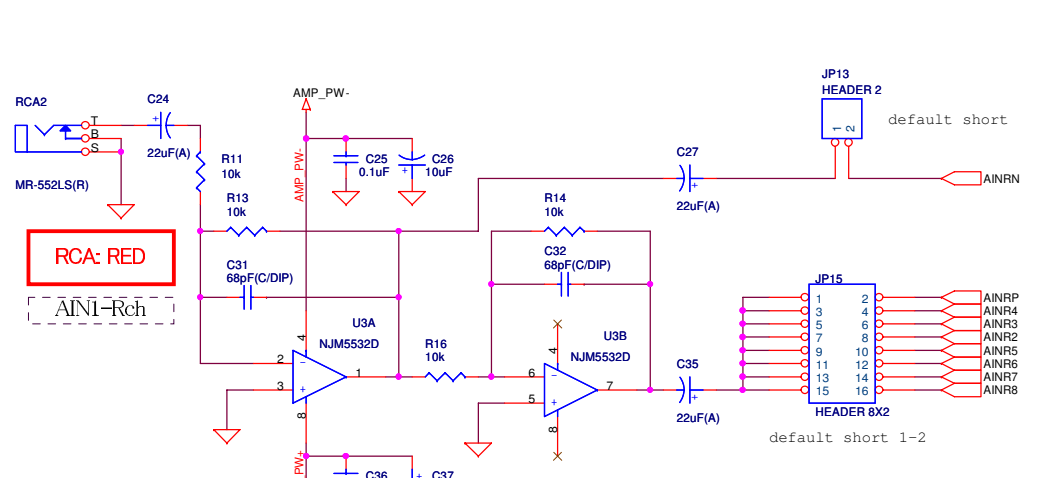 JP13
HEADER 2
default short
1
2
AMP_PW-
RCA2
C24
T
B
S
22uF(A)
MR-552LS(R)
R11
10k
AMP_PW-
C25
0.1uF
C26
10uF
C27
22uF(A)
AINRN
R13
10k
R14
10k
RCA: RED
C31
68pF(C/DIP)
C32
68pF(C/DIP)
AIN1-Rch
JP15
1
2
AINRP
3
4
AINR4
5
6
AINR3
7
8
AINR2
9
10
AINR5
11
12
AINR6
13
14
AINR7
15
16
AINR8
HEADER 8X2
default short 1-2
U3A
NJM5532D
4
2
3
1
8
-
+
R16
10k
U3B
NJM5532D
4
6
5
7
8
-
+
C35
22uF(A)
PW+
C36
C37